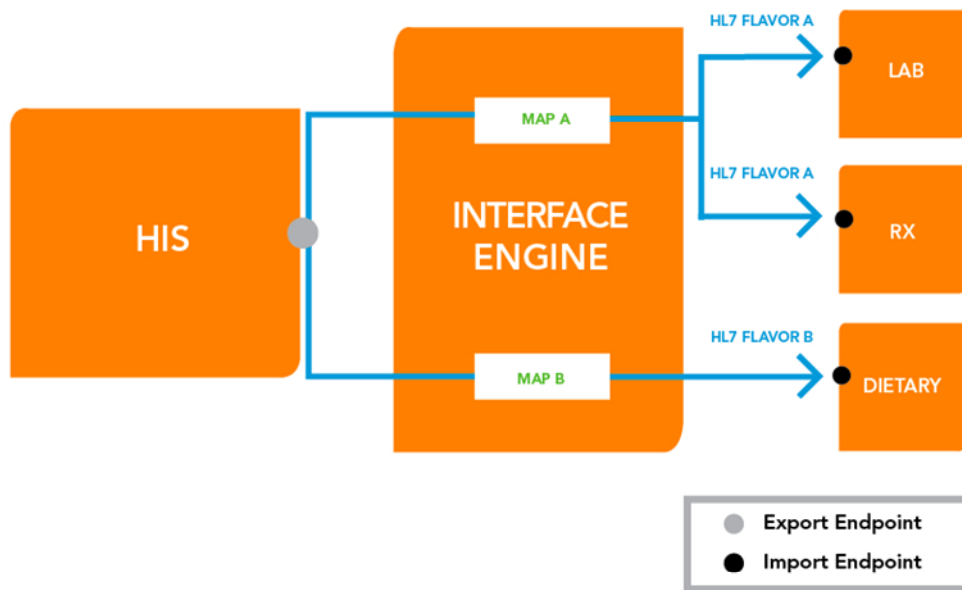 HL7 FLAVOR A
LAB
MAP A
HL7 FLAVOR A
HIS
INTERFACE
ENGINE
RX
HL7 FLAVOR B
MAP B
DIETARY
Export Endpoint
Import Endpoint